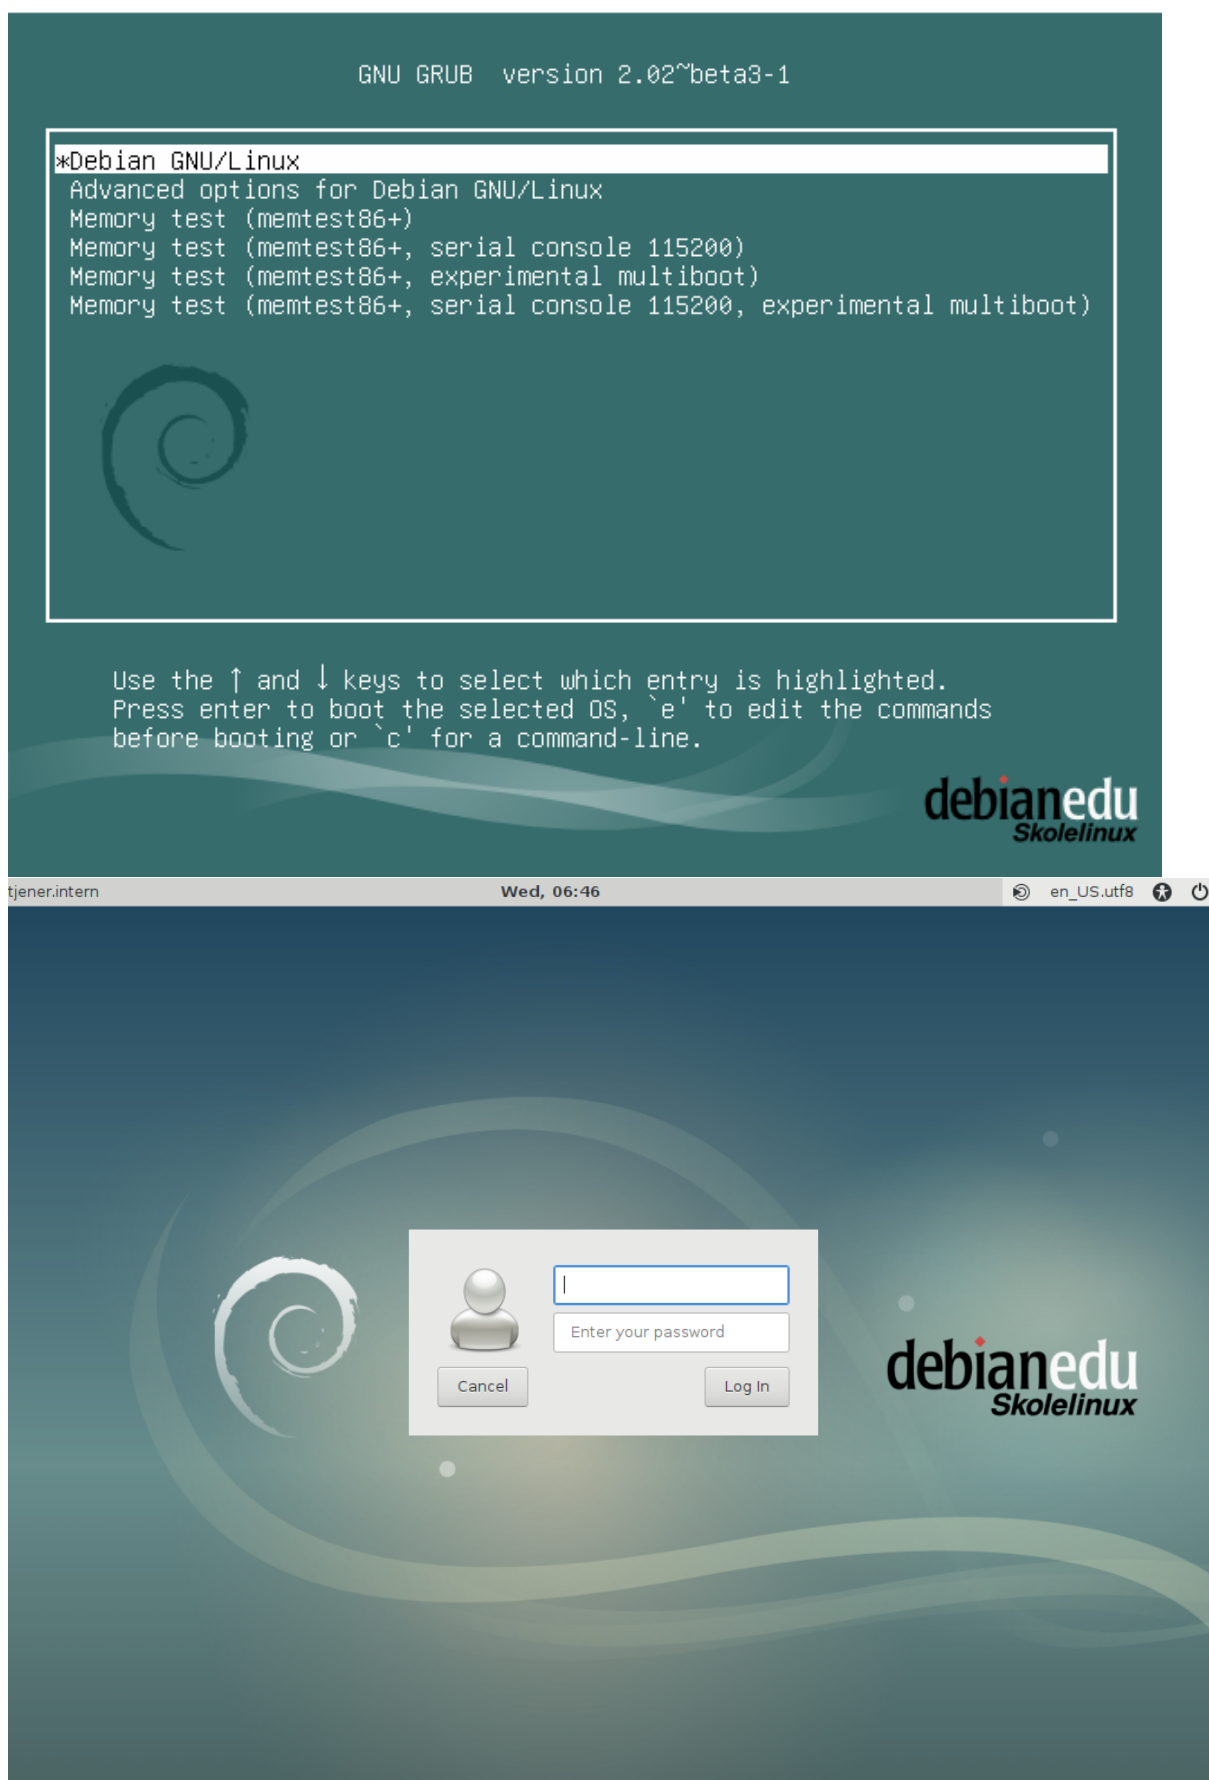 GNU GRUB  version 2.02~beta3-1
*Debian GNU/Linux
Advanced options for Debian GNU/Linux
Memory test (memtest86+)
Memory test (memtest86+, serial console 115200)
Memory test (memtest86+, experimental multiboot)
Memory test (memtest86+, serial console 115200, experimental multiboot)
Use the ↑ and ↓ keys to select which entry is highlighted.
Press enter to boot the selected OS, `e' to edit the commands
before booting or `c' for a command-line.
debianedu
Skolelinux
tjener.intern Wed, 06:46 en_US.utf8
Enter your password
Cancel Log In
debianedu
Skolelinux